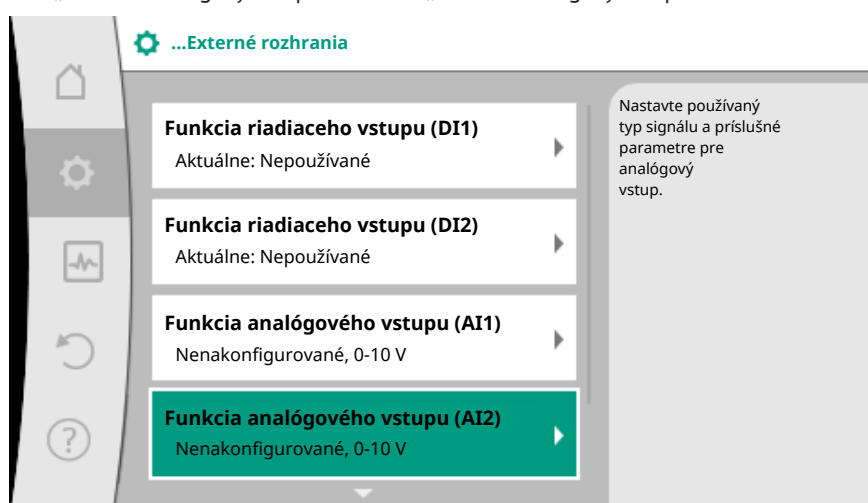 ...Externé rozhrania
Funkcia riadiaceho vstupu (DI1)
Aktuálne: Nepoužívané
Funkcia riadiaceho vstupu (DI2)
Aktuálne: Nepoužívané
Funkcia analógového vstupu (AI1)
Nenakonfigurované, 0-10 V
Funkcia analógového vstupu (AI2)
Nenakonfigurované, 0-10 V
Nastavte používaný
typ signálu a príslušné
parametre pre
analógový
vstup.
?